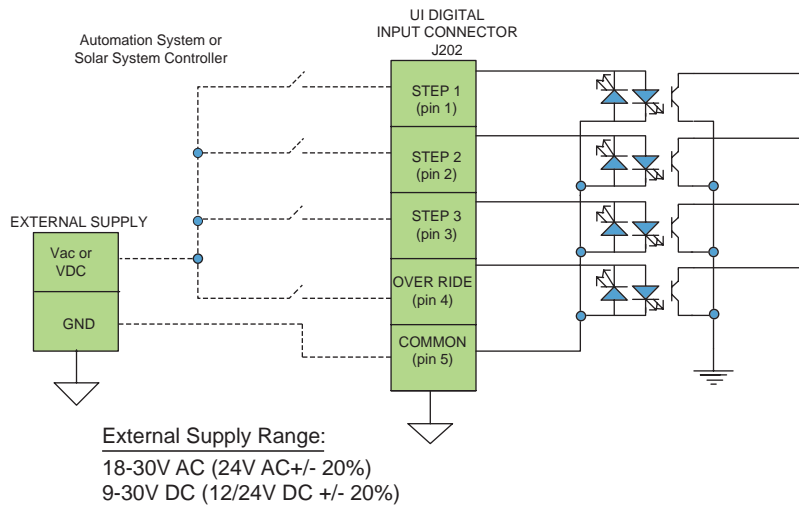 UI DIGITAL
INPUT CONNECTOR
J202
Automation System or
Solar System Controller
STEP 1
(pin 1)
STEP 2
(pin 2)
STEP 3
(pin 3)
EXTERNAL SUPPLY
Vac or
VDC
OVER RIDE
(pin 4)
GND
COMMON
(pin 5)
External Supply Range:
18-30V AC (24V AC+/- 20%)
9-30V DC (12/24V DC +/- 20%)